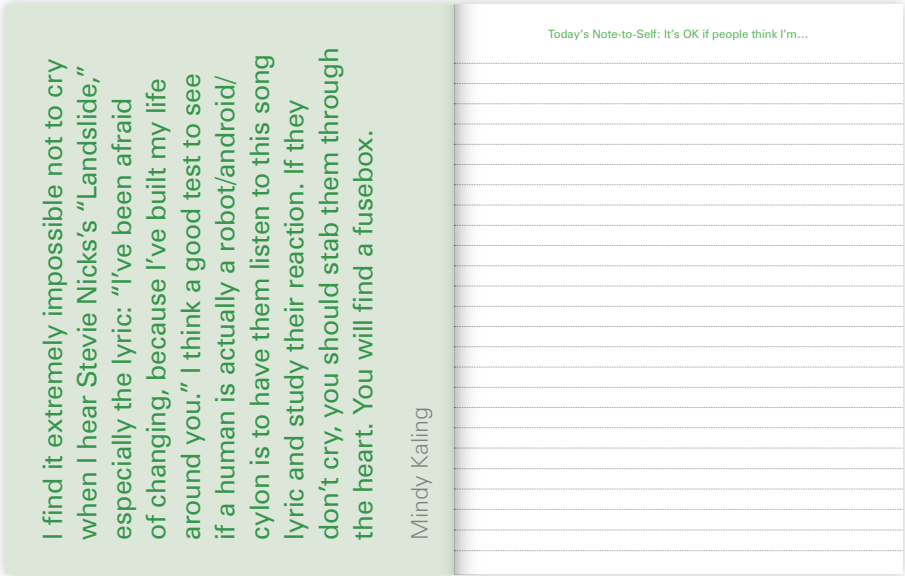 I find it extremely impossible not to cry
when I hear Stevie Nicks's “Landslide,”
especially the lyric: “I've been afraid
of changing, because I've built my life
around you.” I think a good test to see
if a human is actually a robot/android/
cylon is to have them listen to this song
lyric and study their reaction. If they
don't cry, you should stab them through
the heart. You will find a fusebox.
Mindy Kaling
Today's Note-to-Self: It's OK if people think I'm…